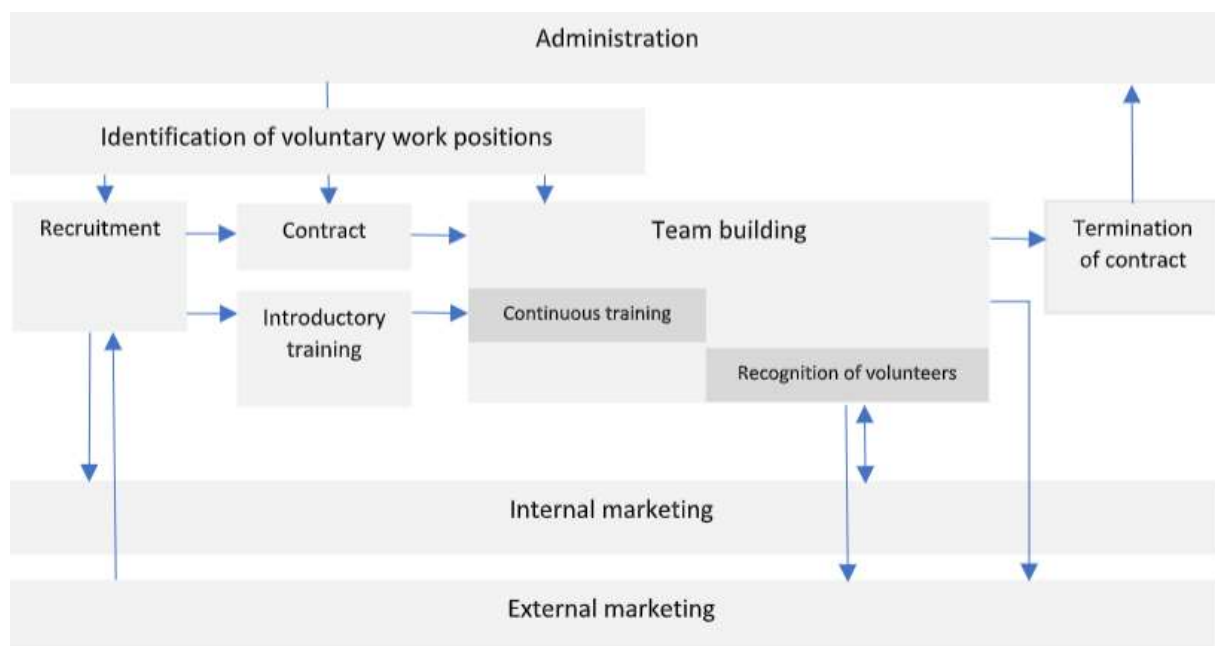 Administration
Identification of voluntary work positions
Recruitment
Contract
Team building
Termination
of contract
Introductory
training
Continuous training
Recognition of volunteers
Internal marketing
External marketing